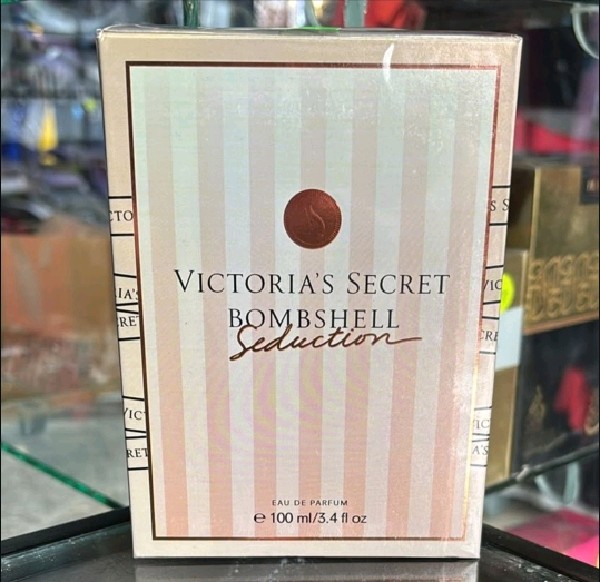 VICTORIA'S SECRET
BOMBSHELL
Seduction
EAU DE PARFUM
e 100 ml/3.4 fl oz